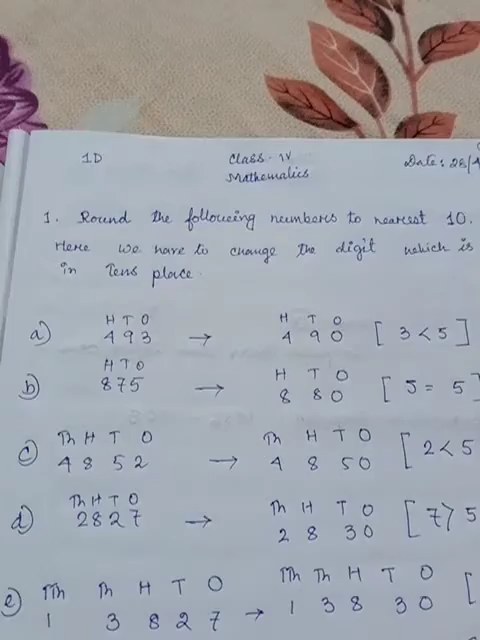 1D Class - IV Date: 28/
Mathematics
1. Round the following numbers to nearest 10.
Here we have to change the digit which is
in Tens place.
H T O H T O
a) 4 9 3 → 4 9 0 [ 3 < 5 ]
H T O H T O
b) 8 7 5 → 8 8 0 [ 5 = 5 ]
Th H T O Th H T O
c) 4 8 5 2 → 4 8 5 0 [ 2 < 5
Th H T O Th H T O
d) 2 8 2 7 → 2 8 3 0 [ 7 > 5
TTh Th H T O TTh Th H T O
e) 1 3 8 2 7 → 1 3 8 3 0 [